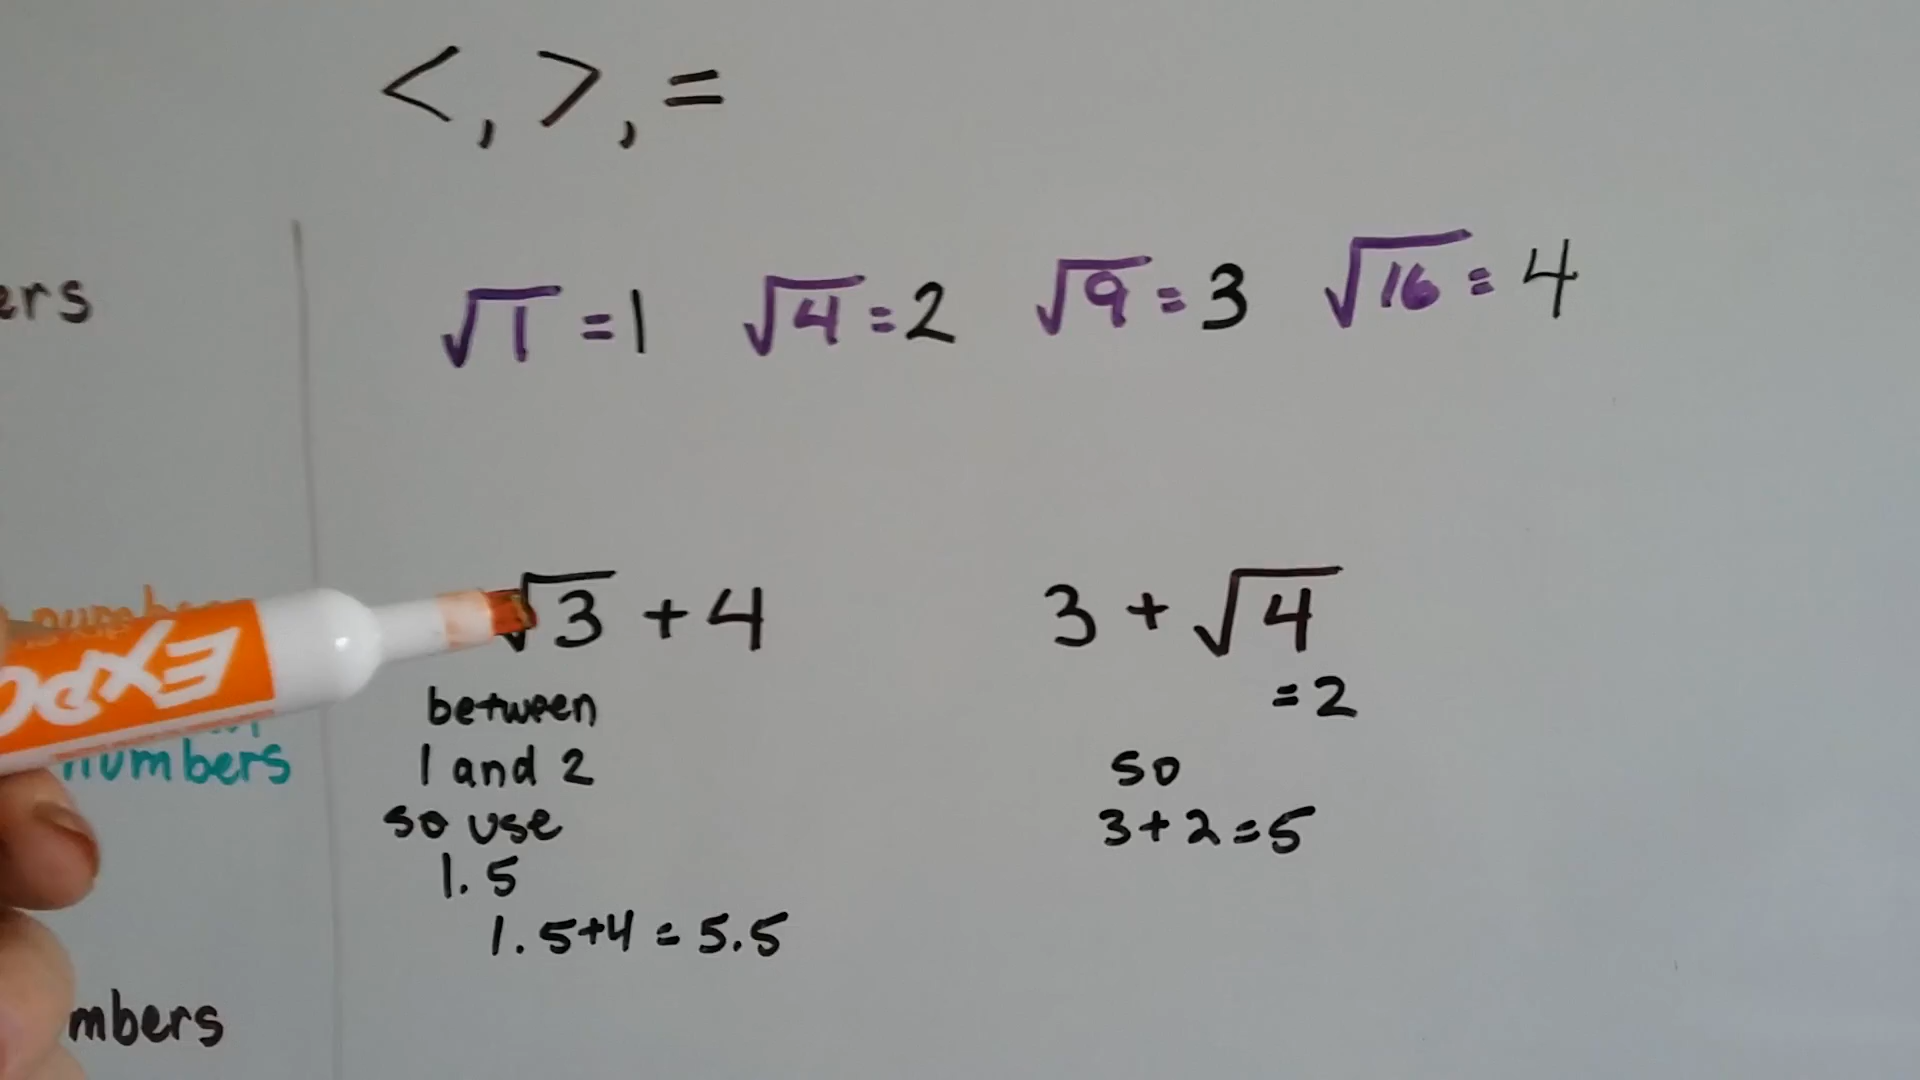 <, >, =
ers
√1 = 1 √4 = 2 √9 = 3 √16 = 4
√3 + 4 3 + √4
= 2
between
1 and 2
so use
1.5
1.5+4 = 5.5
so
3+2=5
numbers
EXPO
numbers
mbers